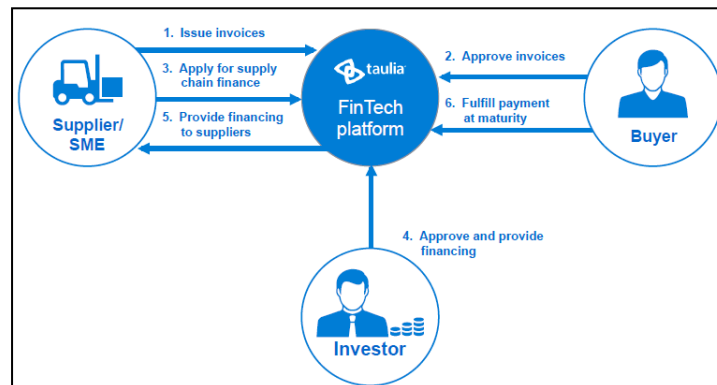 1. Issue invoices
3. Apply for supply
chain finance
5. Provide financing
to suppliers
Supplier/
SME
taulia
FinTech
platform
2. Approve invoices
6. Fulfill payment
at maturity
Buyer
4. Approve and provide
financing
Investor